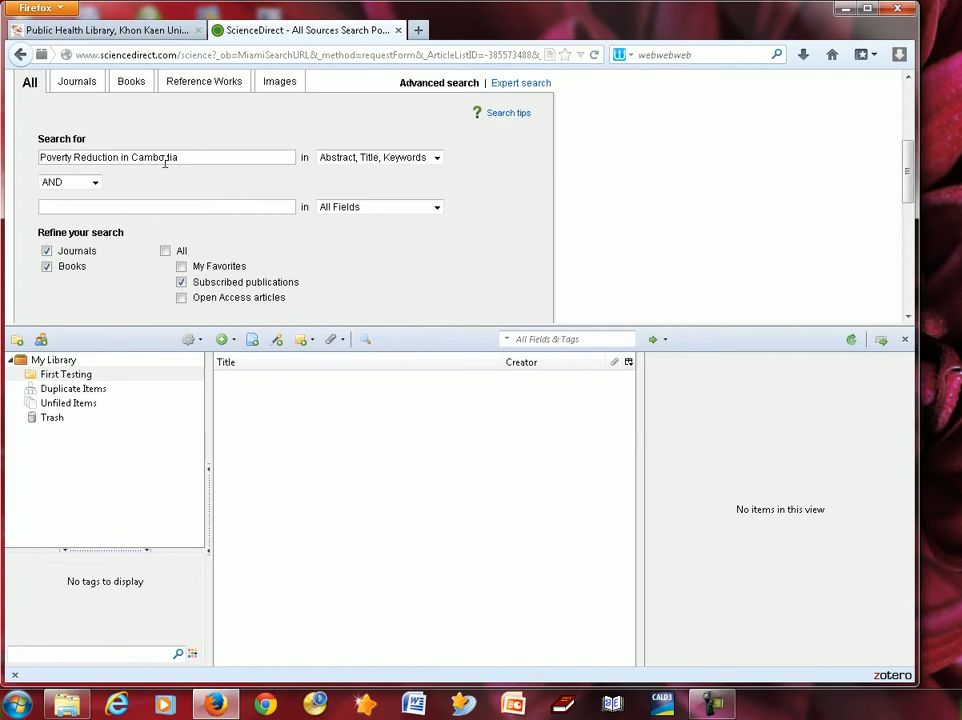 Firefox
Public Health Library, Khon Kaen Uni...
ScienceDirect - All Sources Search Po...
www.sciencedirect.com/science?_ob=MiamiSearchURL&_method=requestForm&_ArticleListID=-385573488&
webwebweb
All
Journals
Books
Reference Works
Images
Advanced search | Expert search
? Search tips
Search for
Poverty Reduction in Cambodia in Abstract, Title, Keywords
AND
in All Fields
Refine your search
Journals All
Books My Favorites
Subscribed publications
Open Access articles
All Fields & Tags
My Library Title Creator
First Testing
Duplicate Items
Unfiled Items
Trash
No items in this view
No tags to display
zotero
CALD3